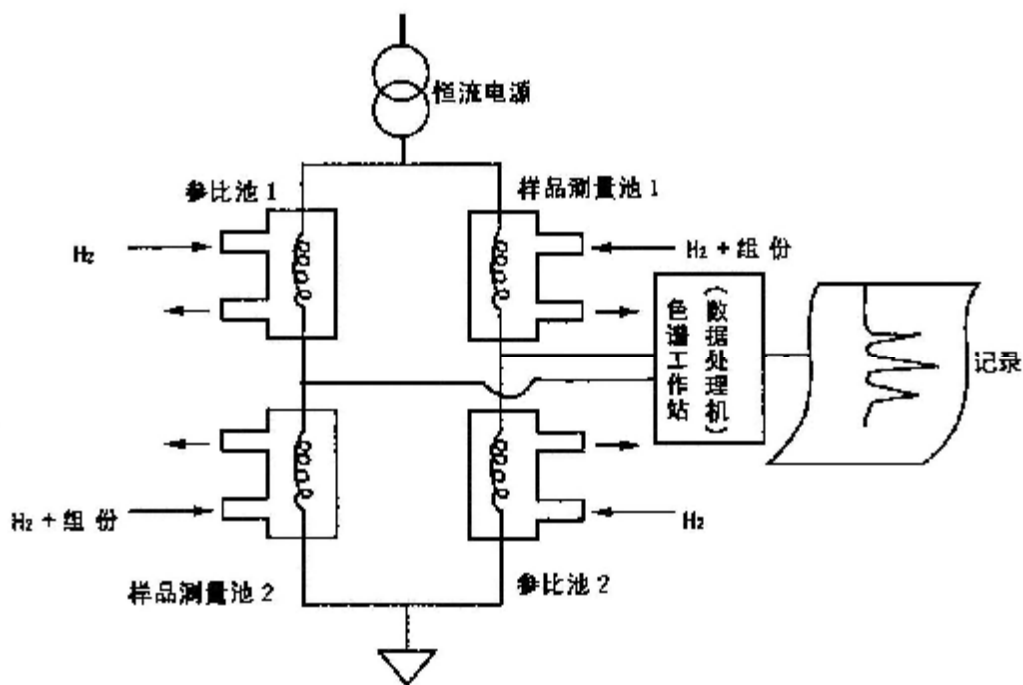 恒流电源
参比池1
样品测量池1
H₂
H₂+组份
色谱工作站
(数据处理机)
记录
H₂+组份
H₂
样品测量池2
参比池2